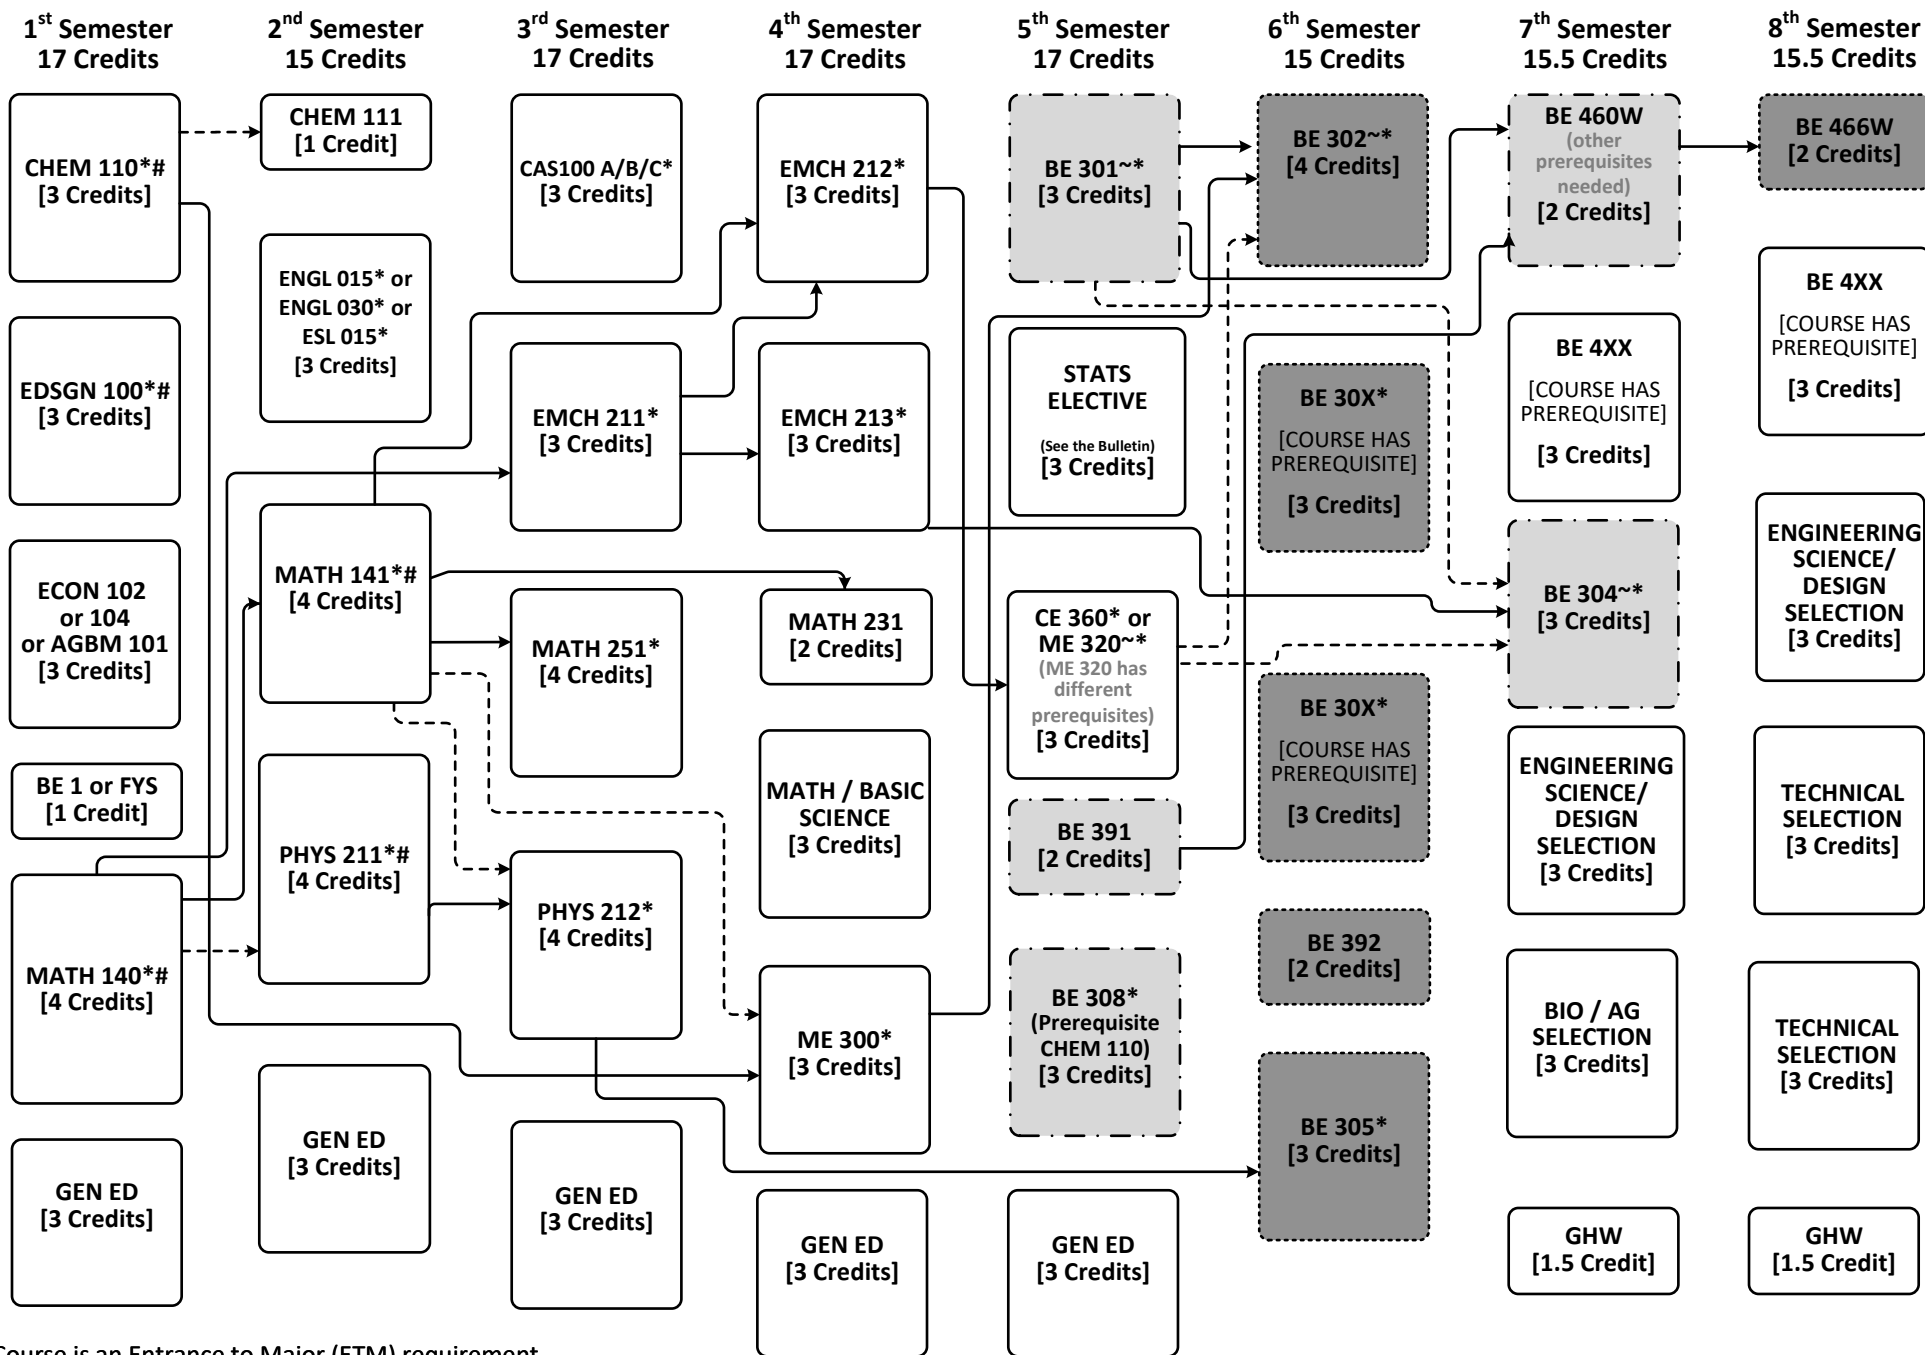 1st Semester
17 Credits
2nd Semester
15 Credits
3rd Semester
17 Credits
4th Semester
17 Credits
5th Semester
17 Credits
6th Semester
15 Credits
7th Semester
15.5 Credits
8th Semester
15.5 Credits
CHEM 110*#
[3 Credits]
EDSGN 100*#
[3 Credits]
ECON 102
or 104
or AGBM 101
[3 Credits]
BE 1 or FYS
[1 Credit]
MATH 140*#
[4 Credits]
GEN ED
[3 Credits]
CHEM 111
[1 Credit]
ENGL 015* or
ENGL 030* or
ESL 015*
[3 Credits]
MATH 141*#
[4 Credits]
PHYS 211*#
[4 Credits]
GEN ED
[3 Credits]
CAS100 A/B/C*
[3 Credits]
EMCH 211*
[3 Credits]
MATH 251*
[4 Credits]
PHYS 212*
[4 Credits]
GEN ED
[3 Credits]
EMCH 212*
[3 Credits]
EMCH 213*
[3 Credits]
MATH 231
[2 Credits]
MATH / BASIC
SCIENCE
[3 Credits]
ME 300*
[3 Credits]
GEN ED
[3 Credits]
BE 301~*
[3 Credits]
STATS
ELECTIVE
(See the Bulletin)
[3 Credits]
CE 360* or
ME 320~*
(ME 320 has
different
prerequisites)
[3 Credits]
BE 391
[2 Credits]
BE 308*
(Prerequisite
CHEM 110)
[3 Credits]
GEN ED
[3 Credits]
BE 302~*
[4 Credits]
BE 30X*
[COURSE HAS
PREREQUISITE]
[3 Credits]
BE 30X*
[COURSE HAS
PREREQUISITE]
[3 Credits]
BE 392
[2 Credits]
BE 305*
[3 Credits]
BE 460W
(other
prerequisites
needed)
[2 Credits]
BE 4XX
[COURSE HAS
PREREQUISITE]
[3 Credits]
BE 304~*
[3 Credits]
ENGINEERING
SCIENCE/
DESIGN
SELECTION
[3 Credits]
BIO / AG
SELECTION
[3 Credits]
GHW
[1.5 Credit]
BE 466W
[2 Credits]
BE 4XX
[COURSE HAS
PREREQUISITE]
[3 Credits]
ENGINEERING
SCIENCE/
DESIGN
SELECTION
[3 Credits]
TECHNICAL
SELECTION
[3 Credits]
TECHNICAL
SELECTION
[3 Credits]
GHW
[1.5 Credit]
Course is an Entrance to Major (ETM) requirement